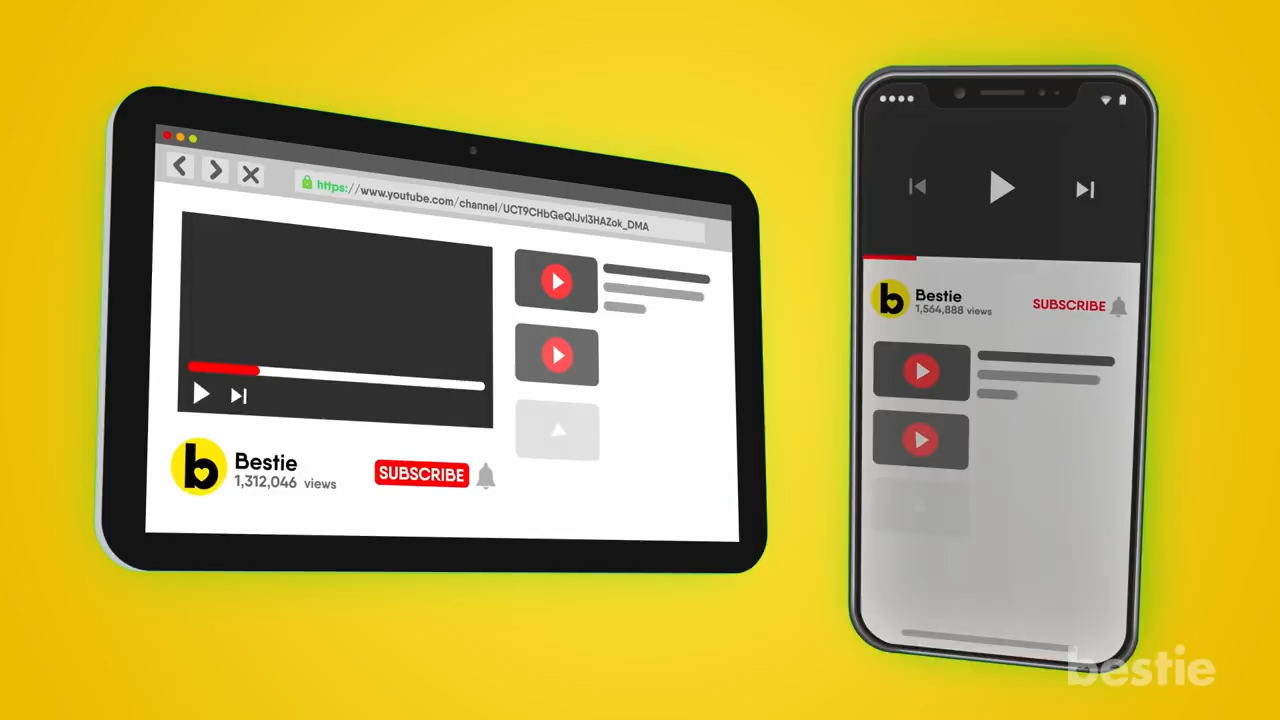 https://www.youtube.com/channel/UCT9CHbGeQIJvl3HAZok_DMA
b Bestie
1,312,046 views
SUBSCRIBE
b Bestie
1,564,888 views
SUBSCRIBE
bestie